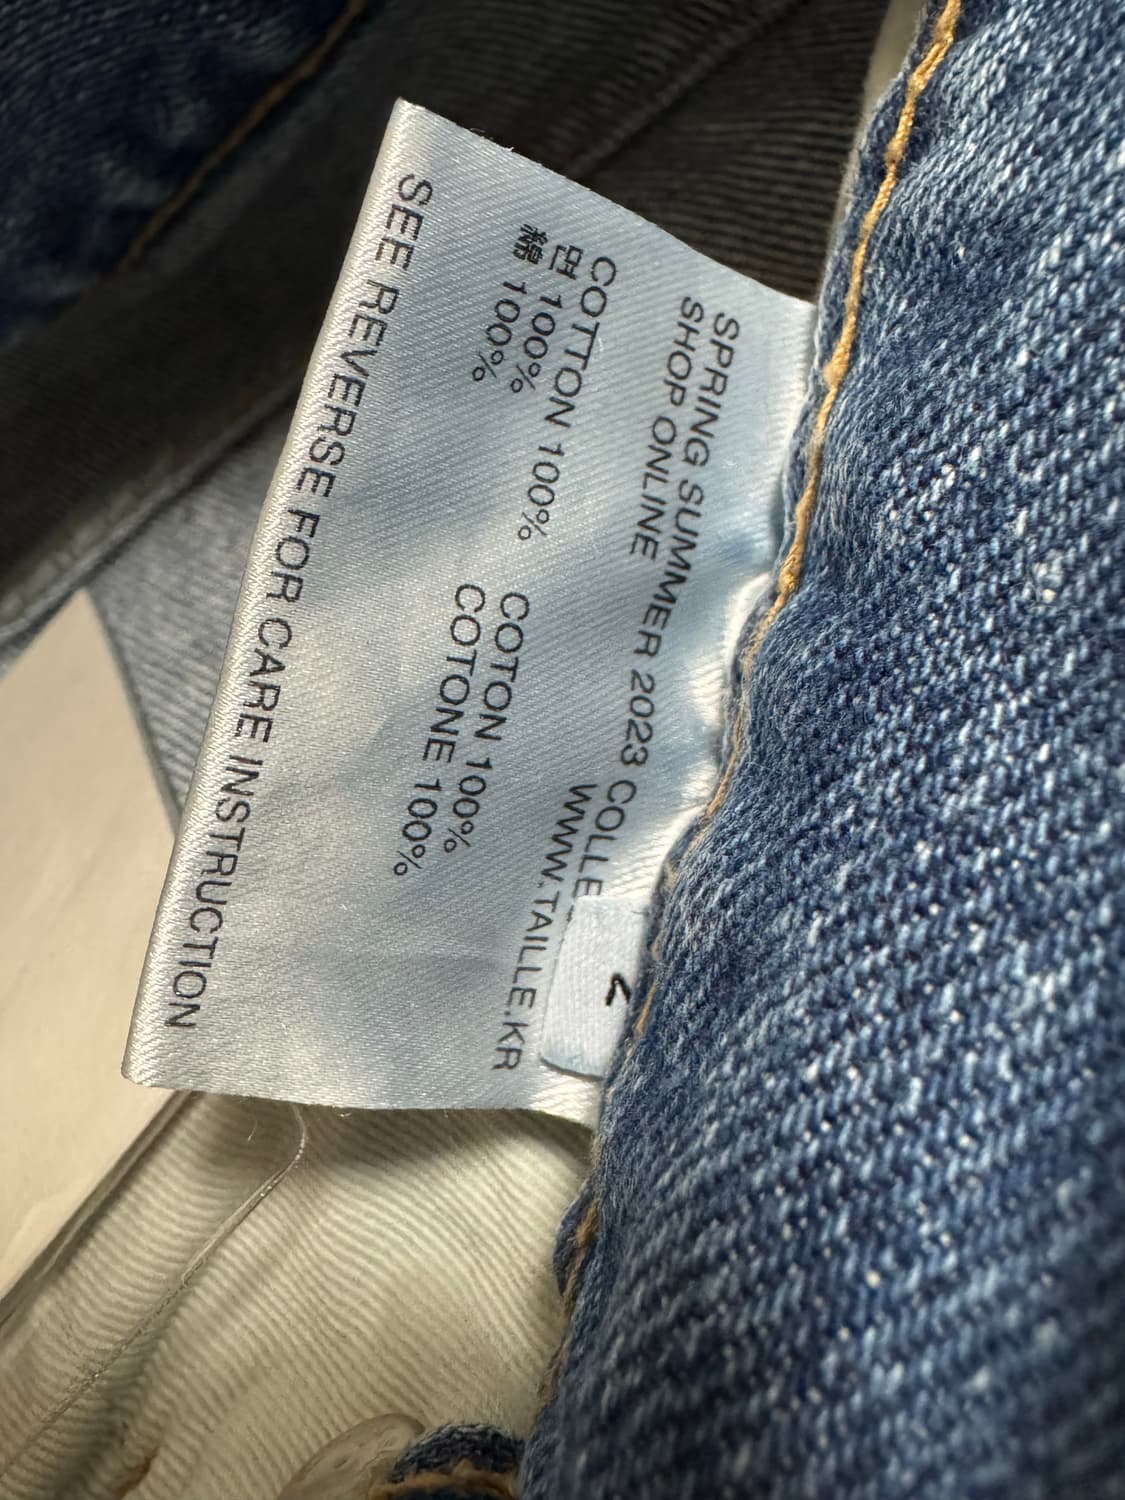 SPRING SUMMER 2023 COLLE
SHOP ONLINE WWW.TAILLE.KR
COTTON 100% COTON 100%
면 100% COTONE 100%
綿 100%
SEE REVERSE FOR CARE INSTRUCTION